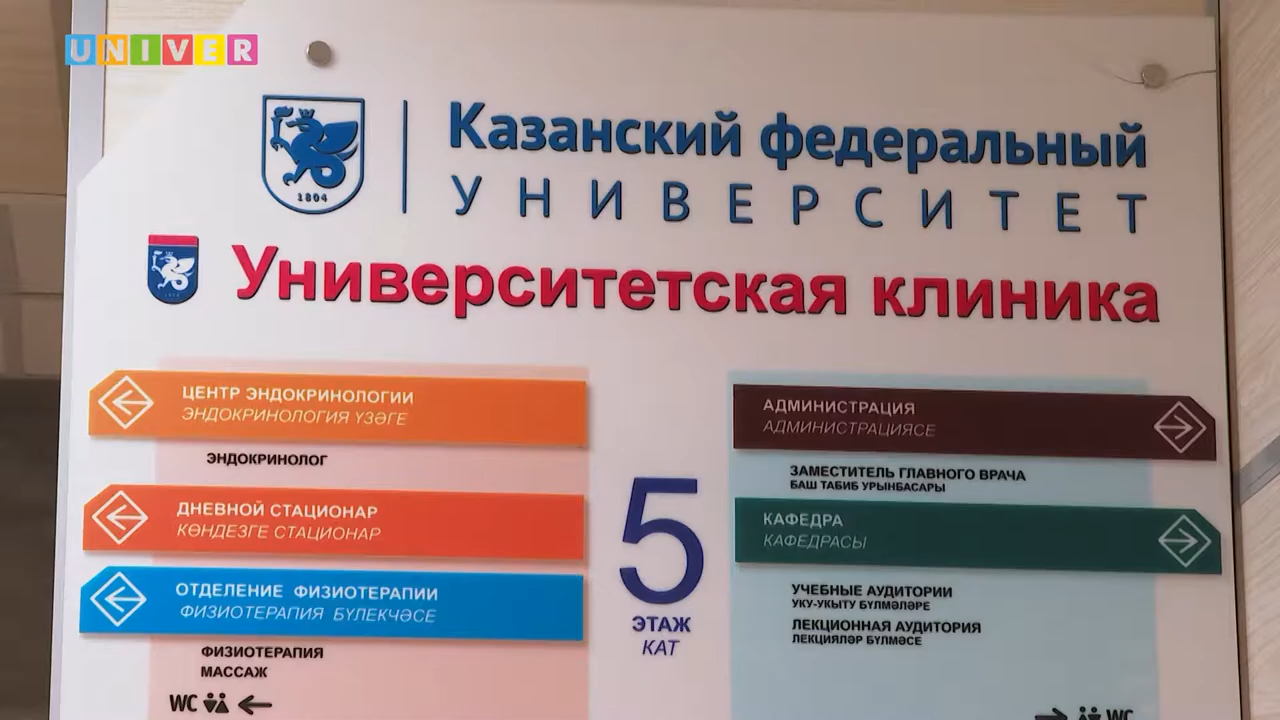 UNIVER
1804
Казанский федеральный
УНИВЕРСИТЕТ
Университетская клиника
ЦЕНТР ЭНДОКРИНОЛОГИИ
ЭНДОКРИНОЛОГИЯ ҮЗӘГЕ
ЭНДОКРИНОЛОГ
ДНЕВНОЙ СТАЦИОНАР
КӨНДЕЗГЕ СТАЦИОНАР
ОТДЕЛЕНИЕ ФИЗИОТЕРАПИИ
ФИЗИОТЕРАПИЯ БҮЛЕКЧӘСЕ
ФИЗИОТЕРАПИЯ
МАССАЖ
WC
5
ЭТАЖ
КАТ
АДМИНИСТРАЦИЯ
АДМИНИСТРАЦИЯСЕ
ЗАМЕСТИТЕЛЬ ГЛАВНОГО ВРАЧА
БАШ ТАБИБ УРЫНБАСАРЫ
КАФЕДРА
КАФЕДРАСЫ
УЧЕБНЫЕ АУДИТОРИИ
УКУ-УКЫТУ БҮЛМӘЛӘРЕ
ЛЕКЦИОННАЯ АУДИТОРИЯ
ЛЕКЦИЯЛӘР БҮЛМӘСЕ
WC